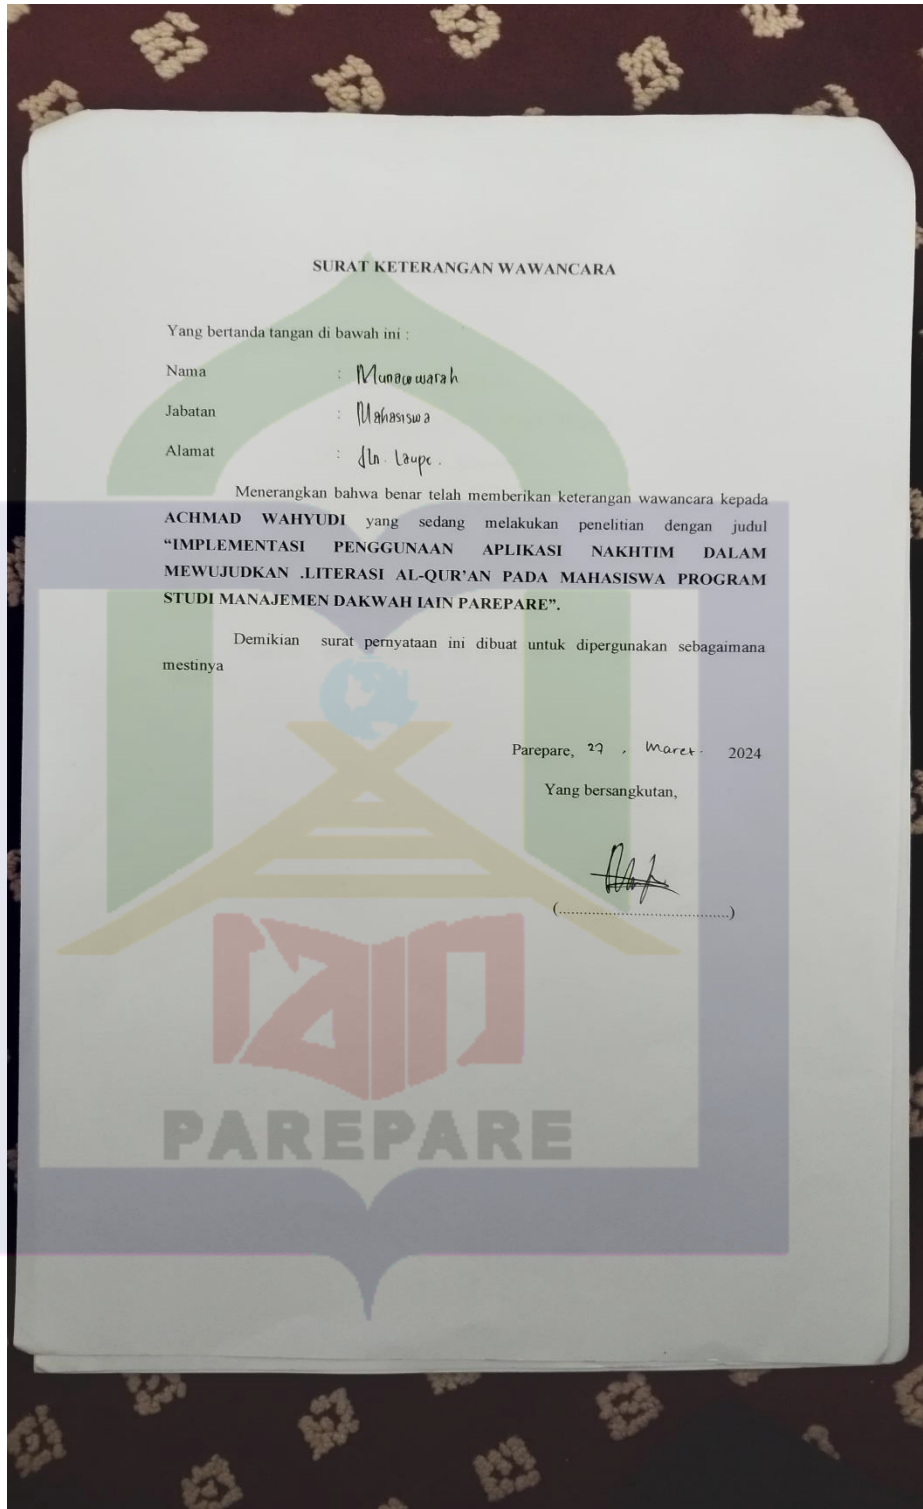 SURAT KETERANGAN WAWANCARA
Yang bertanda tangan di bawah ini :
Nama : Munawwarah
Jabatan : Mahasiswa
Alamat : Jln. Laupe.
Menerangkan bahwa benar telah memberikan keterangan wawancara kepada
ACHMAD WAHYUDI yang sedang melakukan penelitian dengan judul
“IMPLEMENTASI PENGGUNAAN APLIKASI NAKHTIM DALAM
MEWUJUDKAN .LITERASI AL-QUR’AN PADA MAHASISWA PROGRAM
STUDI MANAJEMEN DAKWAH IAIN PAREPARE”.
Demikian surat pernyataan ini dibuat untuk dipergunakan sebagaimana
mestinya
Parepare, 27 , Maret. 2024
Yang bersangkutan,
(........................................)
IAIN
PAREPARE